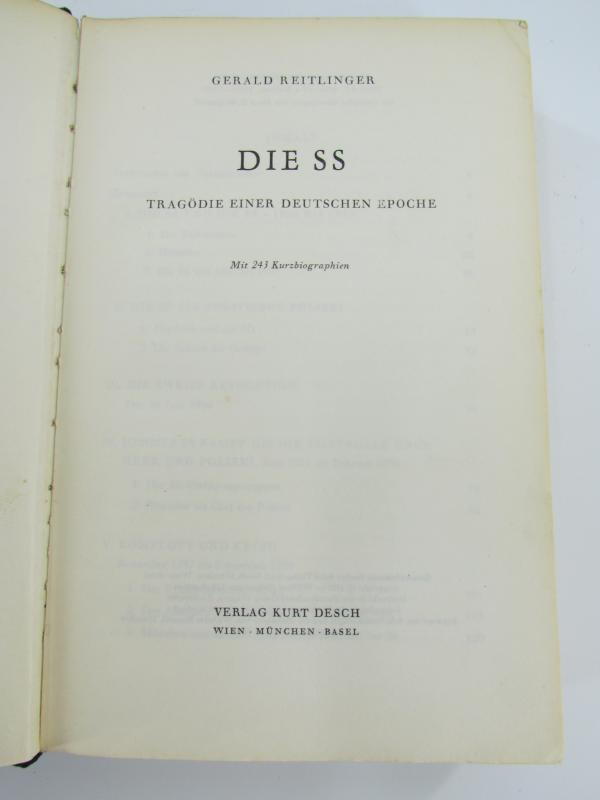 GERALD REITLINGER
DIE SS
TRAGÖDIE EINER DEUTSCHEN EPOCHE
Mit 243 Kurzbiographien
VERLAG KURT DESCH
WIEN · MÜNCHEN · BASEL